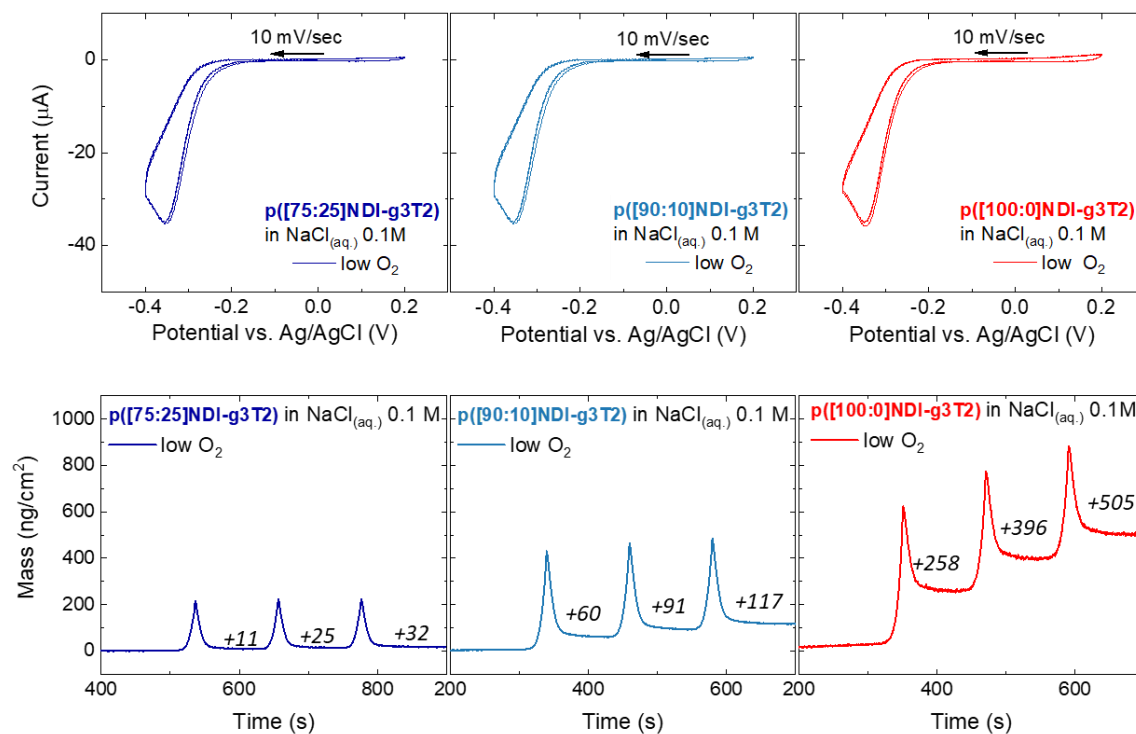 10 mV/sec
10 mV/sec
10 mV/sec
0
-20
-40
Current (µA)
p([75:25]NDI-g3T2)
in NaCl(aq.) 0.1M
low O2
p([90:10]NDI-g3T2)
in NaCl(aq.) 0.1 M
low O2
p([100:0]NDI-g3T2)
in NaCl(aq.) 0.1 M
low O2
-0.4 -0.2 0.0 0.2
-0.4 -0.2 0.0 0.2
-0.4 -0.2 0.0 0.2
Potential vs. Ag/AgCl (V)
Potential vs. Ag/AgCl (V)
Potential vs. Ag/AgCl (V)
1000
800
600
400
200
0
Mass (ng/cm2)
p([75:25]NDI-g3T2) in NaCl(aq.) 0.1 M
low O2
+11
+25
+32
p([90:10]NDI-g3T2) in NaCl(aq.) 0.1 M
low O2
+60
+91
+117
p([100:0]NDI-g3T2) in NaCl(aq.) 0.1M
low O2
+258
+396
+505
400 600 800 200 400 600 200 400 600
Time (s)
Time (s)
Time (s)